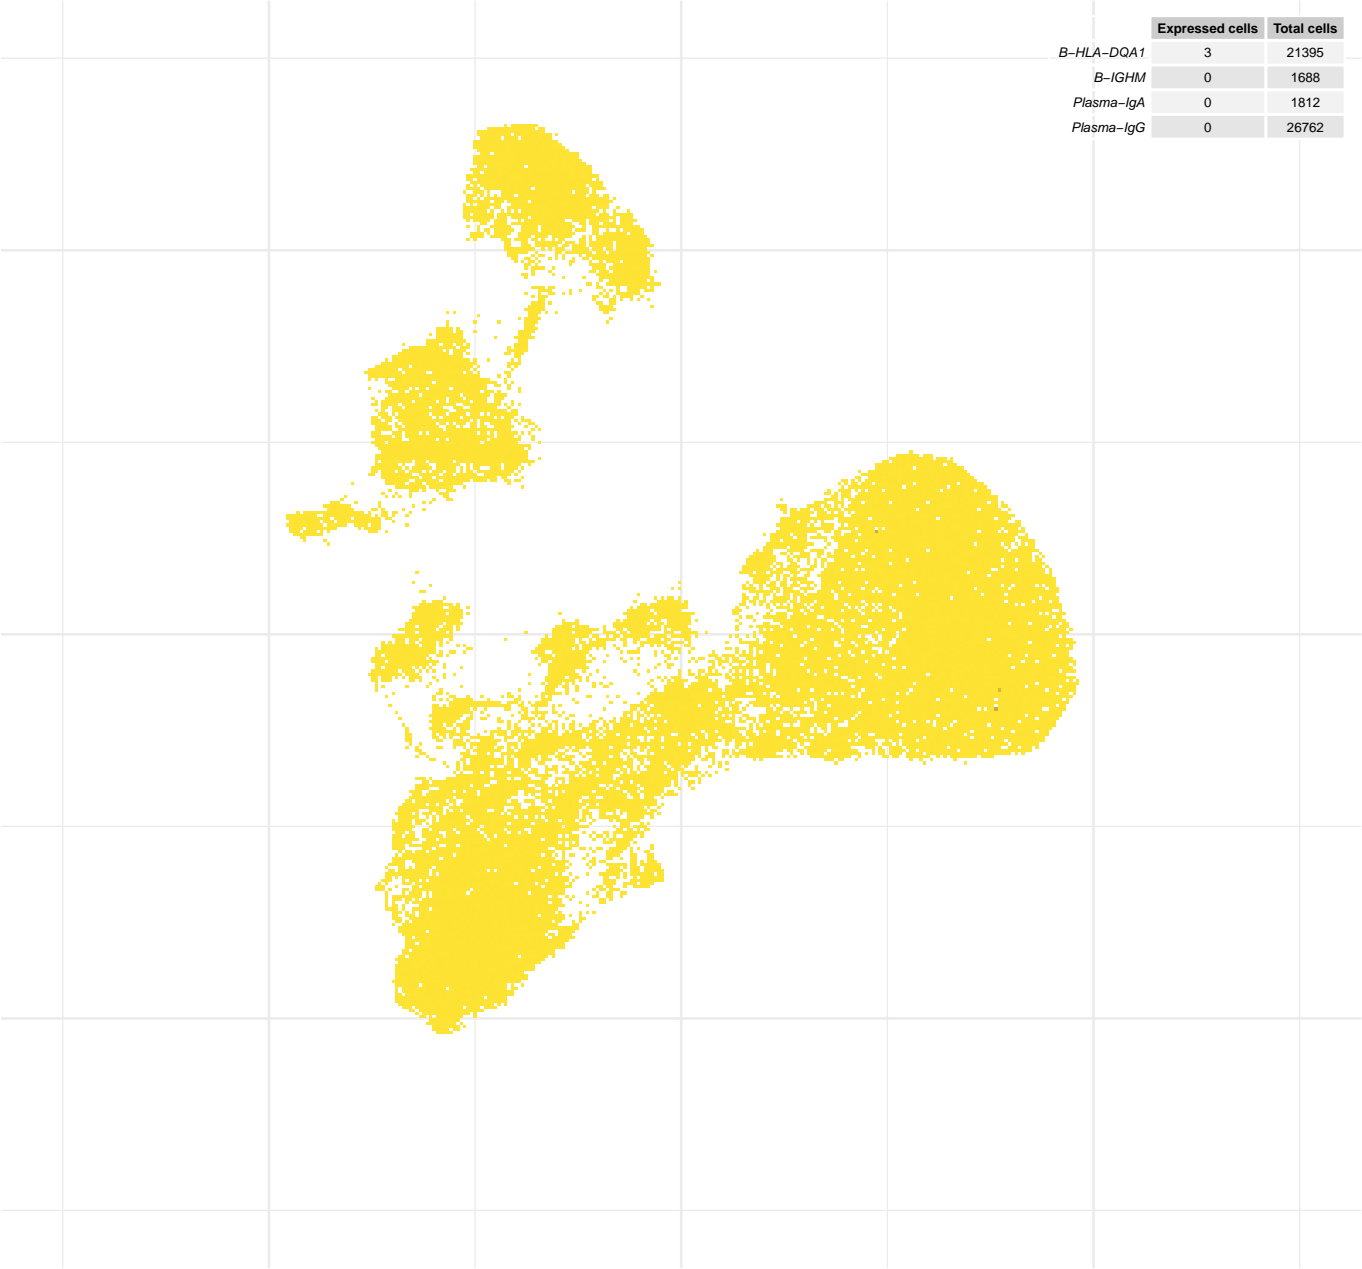 Expressed cells Total cells
B−HLA−DQA1 3 21395
B−IGHM 0 1688
Plasma−IgA 0 1812
Plasma−IgG 0 26762